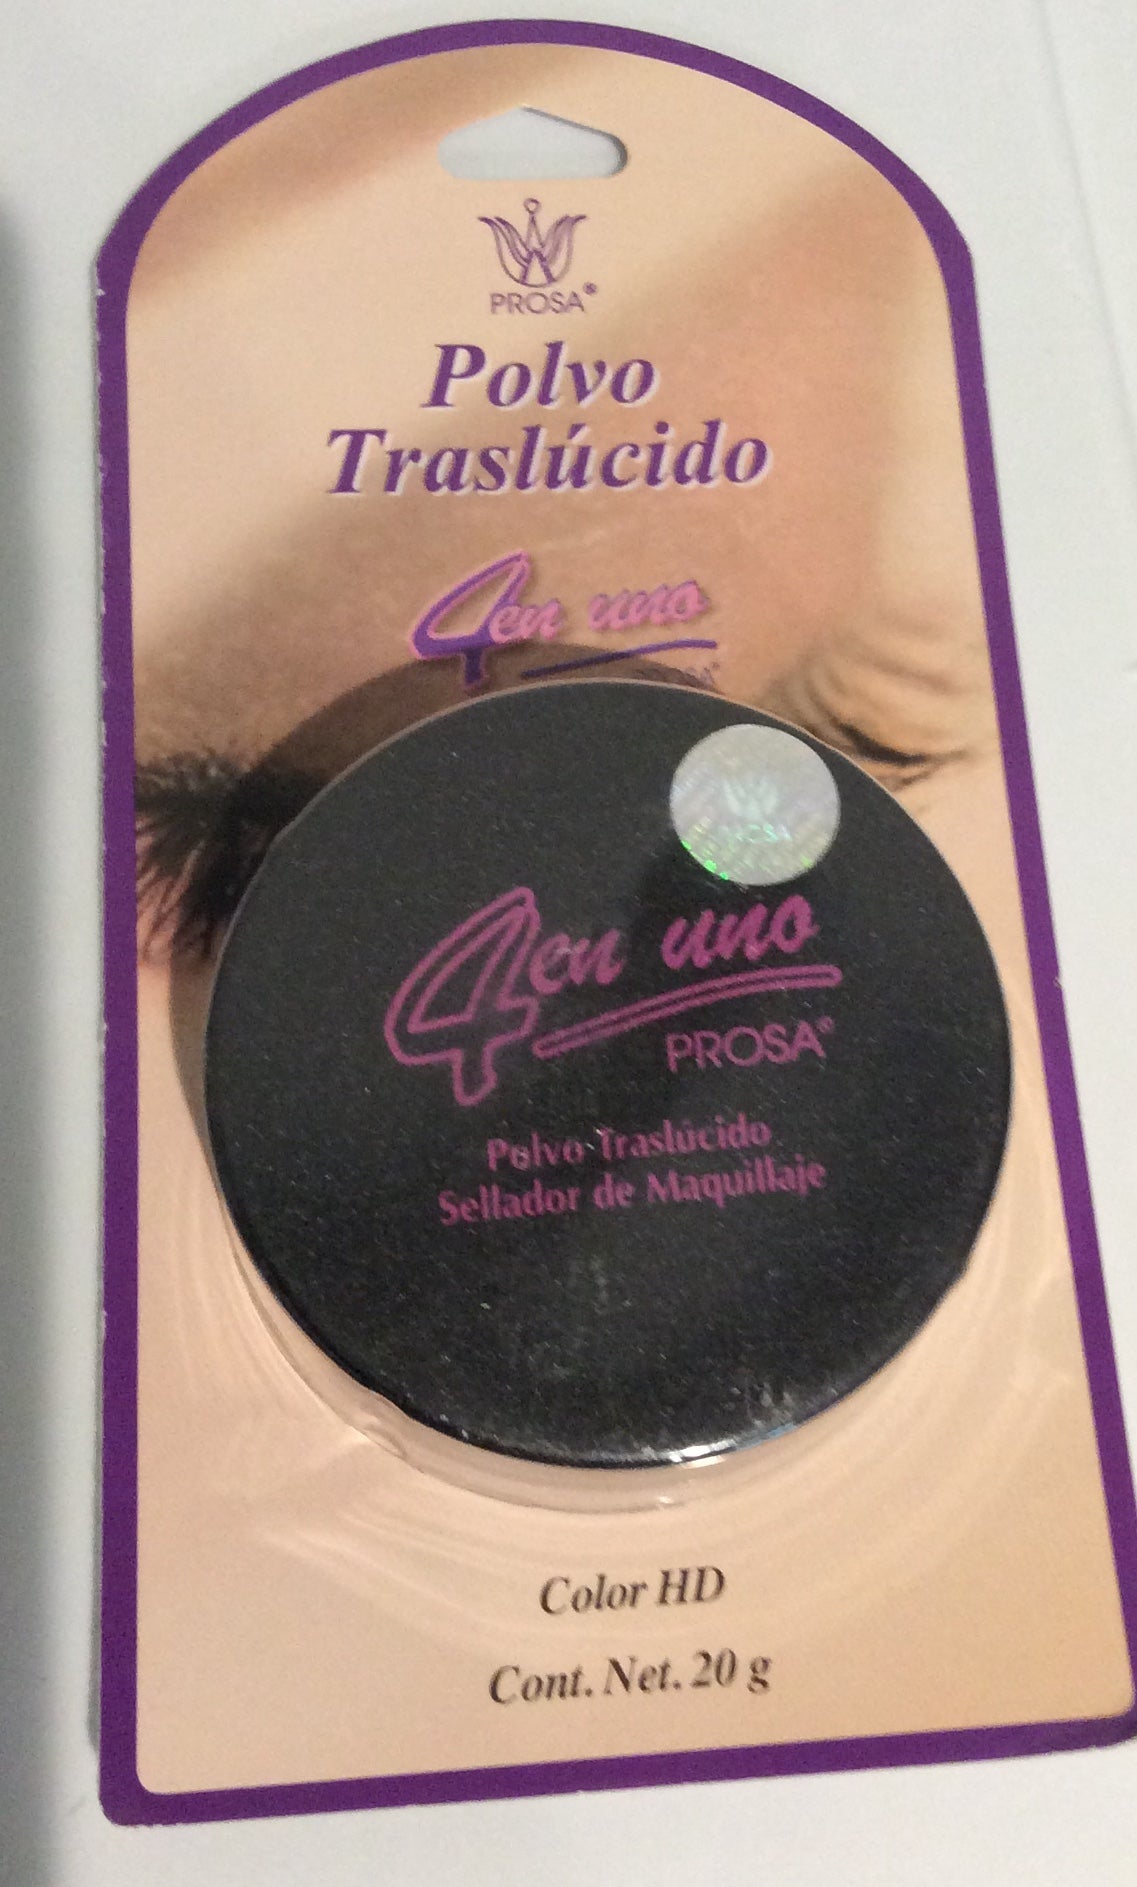 PROSA®
Polvo
Traslúcido
4 en uno
4 en uno
PROSA®
Polvo Traslúcido
Sellador de Maquillaje
Color HD
Cont. Net. 20 g